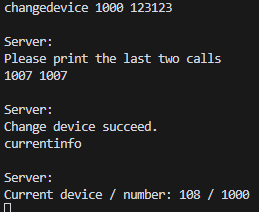 changedevice 1000 123123
Server:
Please print the last two calls
1007 1007
Server:
Change device succeed.
currentinfo
Server:
Current device / number: 108 / 1000